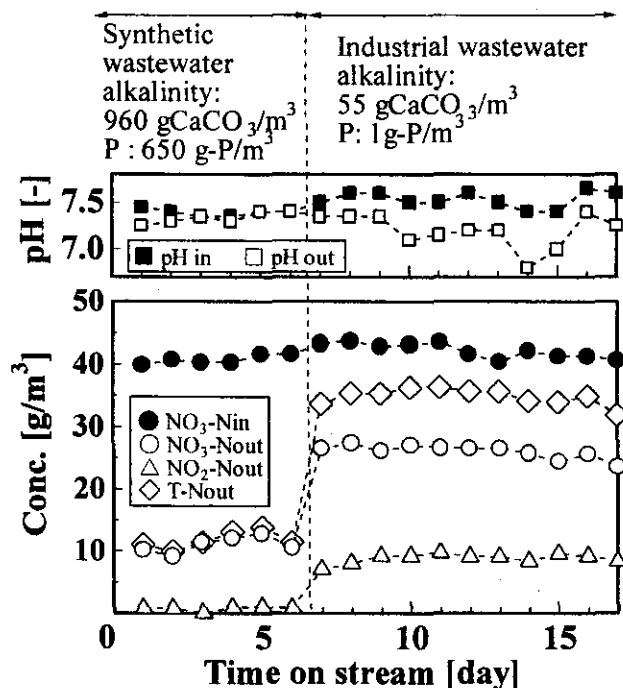 Synthetic
wastewater
alkinity:
960 gCaCO3/m3
P : 650 g-P/m3
Industrial wastewater
alkalinity:
55 gCaCO3/m3
P: 1g-P/m3
pH [-]
7.5
7.0
pH in
pH out
Conc. [g/m3]
50
40
30
25
10
NO3-Nin
NO3-Nout
NO2-Nout
T-Nout
0
5
10
15
Time on stream [day]